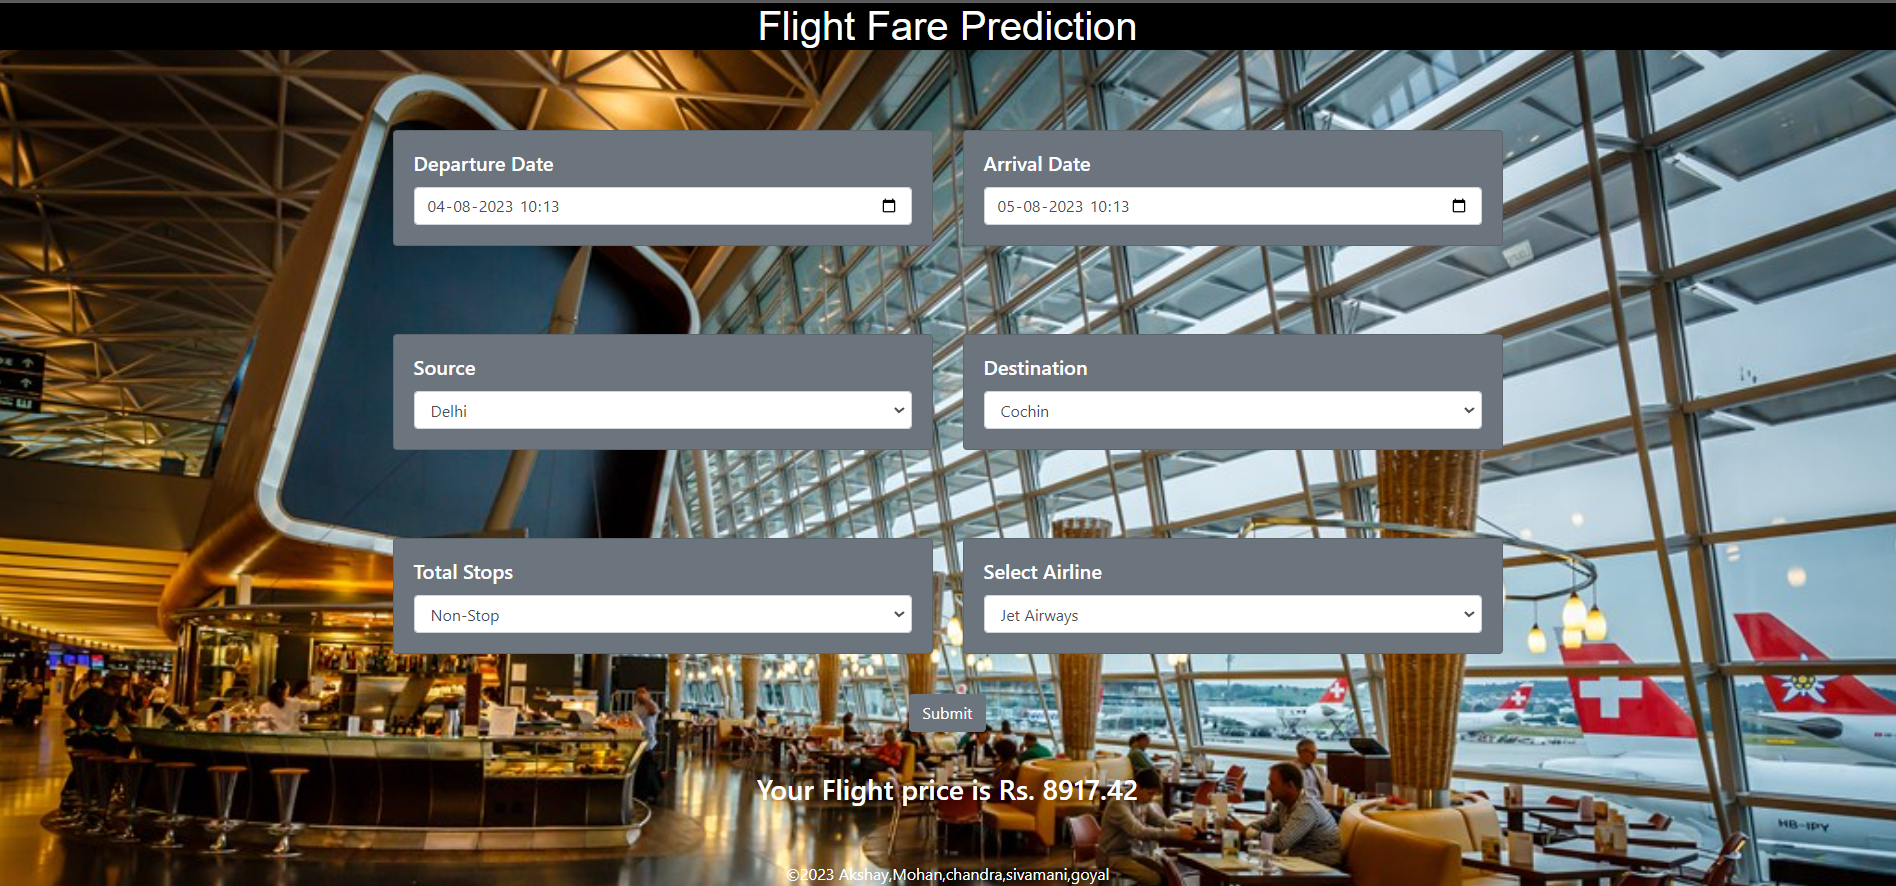 Flight Fare Prediction
Departure Date
04-08-2023 10:13
Arrival Date
05-08-2023 10:13
Source
Delhi
Destination
Cochin
Total Stops
Non-Stop
Select Airline
Jet Airways
Submit
Your Flight price is Rs. 8917.42
HB-IPY
©2023 Akshay,Mohan,chandra,sivamani,goyal